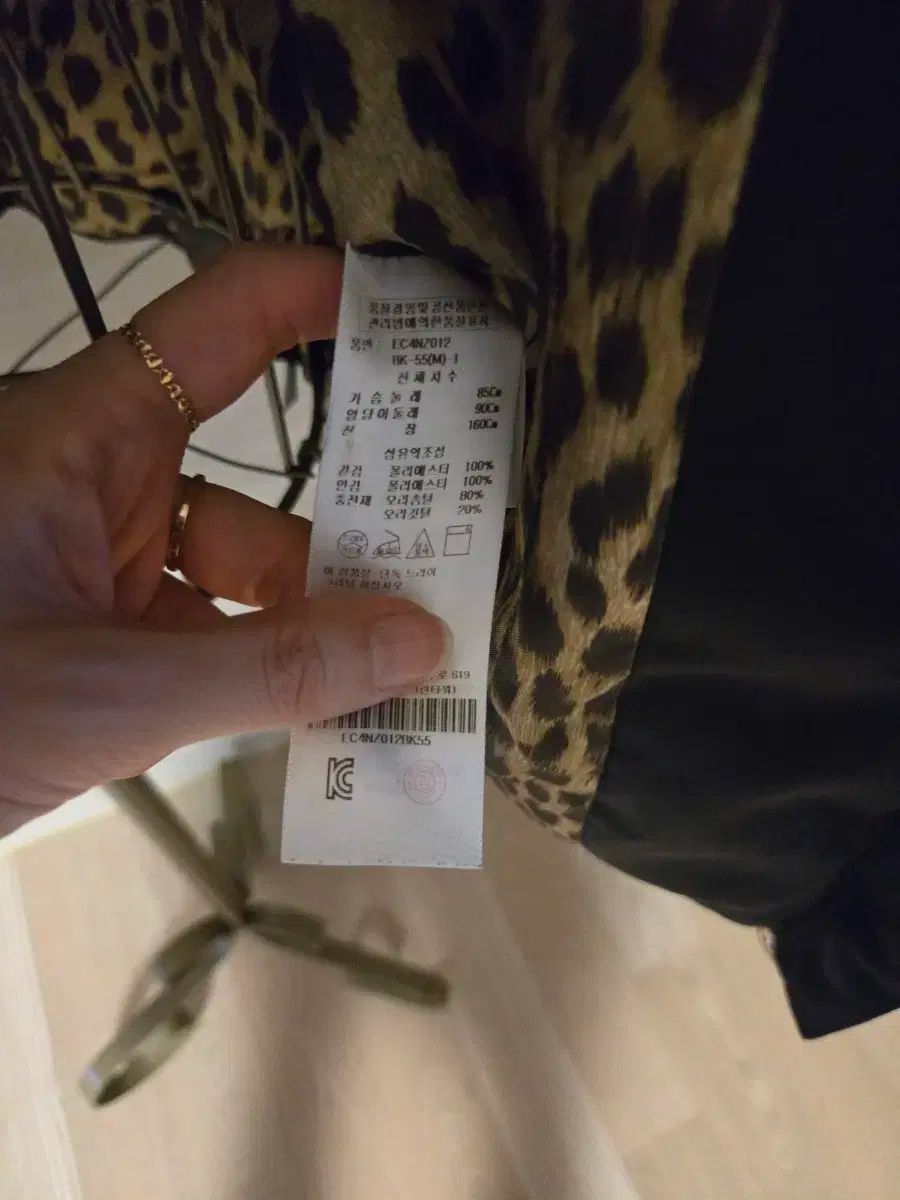 품질경영및공산품안전
관리법에의한품질표시
품번 : EC4NZ012
BK-55(M)-1
신체치수
가슴둘레 85Cm
엉덩이둘레 90Cm
신 장 160Cm
섬유의조성
겉감 폴리에스터 100%
안감 폴리에스터 100%
충전재 오리솜털 80%
오리깃털 20%
이 상품은 단독 드라이
크리닝 하십시오
로 619
EC4NZ012BK55
KC